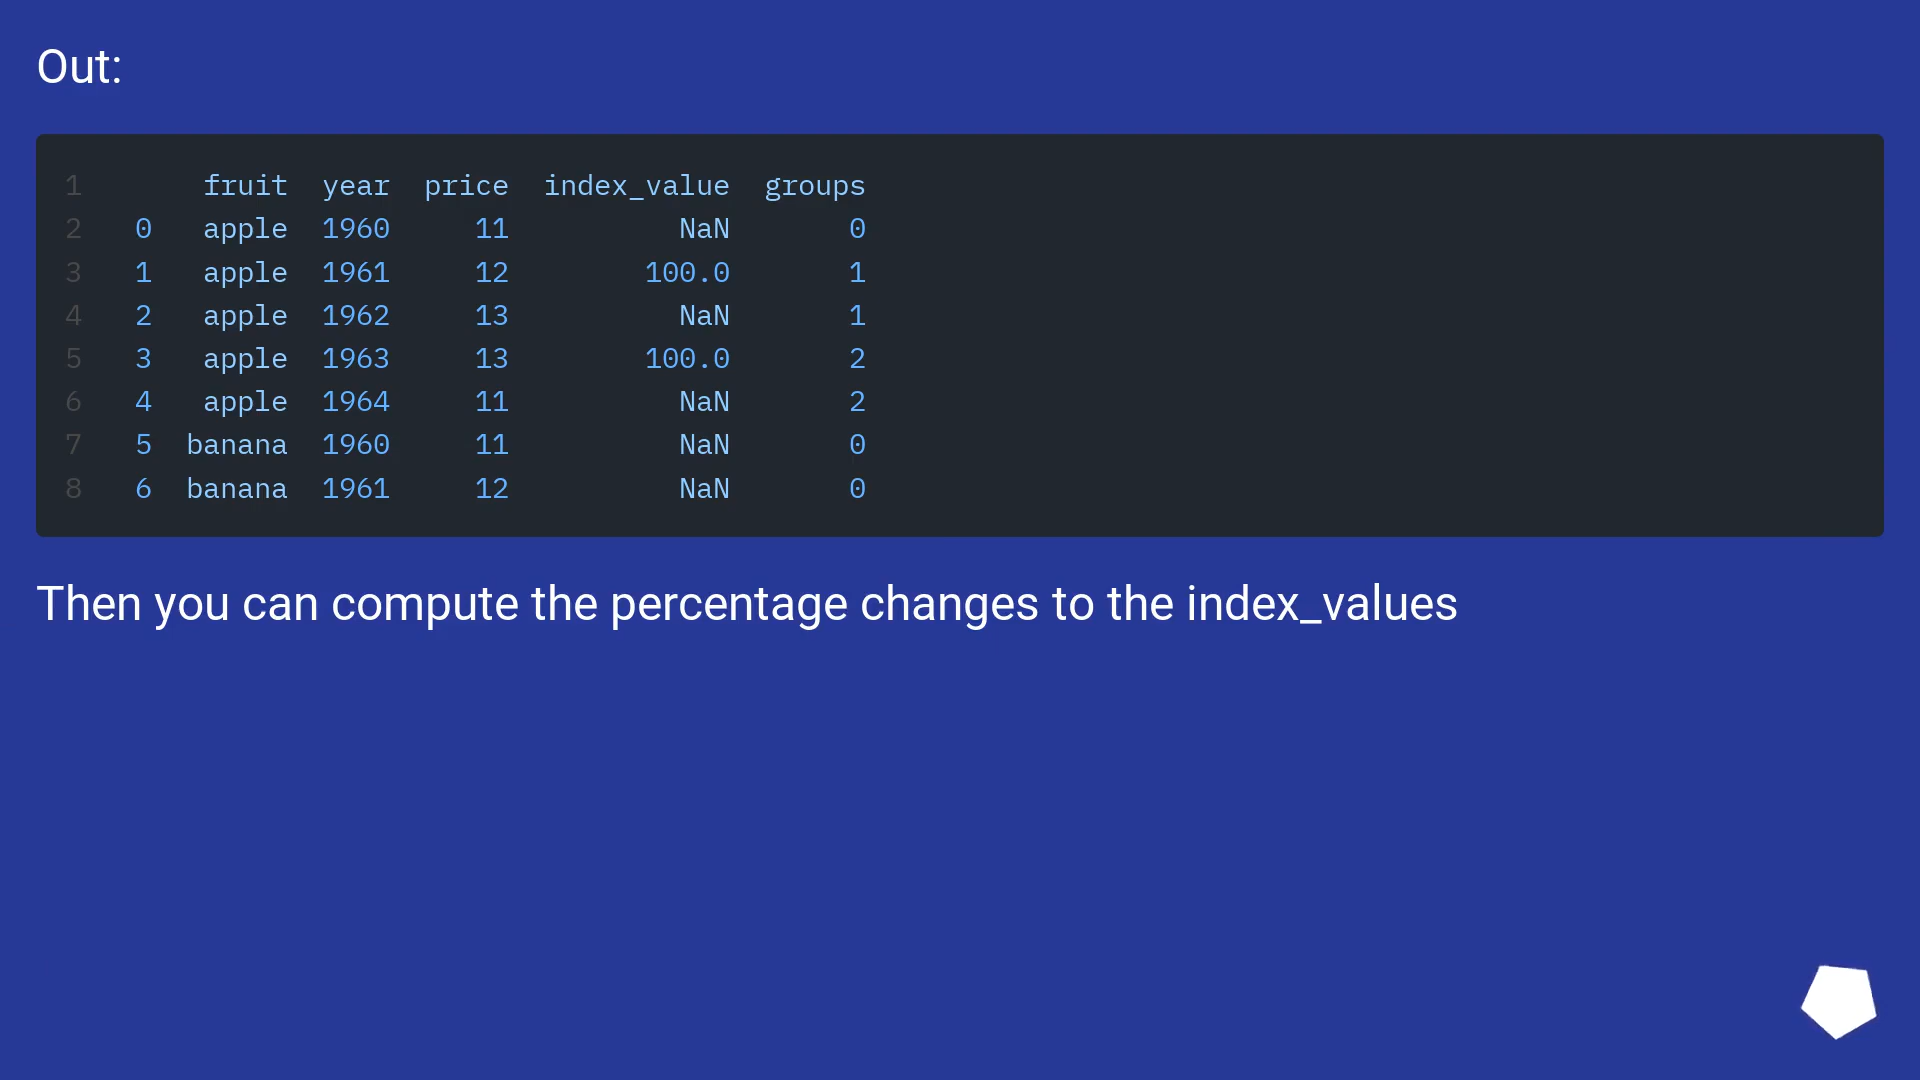 Out:
1 fruit year price index_value groups
2 0 apple 1960 11 NaN 0
3 1 apple 1961 12 100.0 1
4 2 apple 1962 13 NaN 1
5 3 apple 1963 13 100.0 2
6 4 apple 1964 11 NaN 2
7 5 banana 1960 11 NaN 0
8 6 banana 1961 12 NaN 0
Then you can compute the percentage changes to the index_values